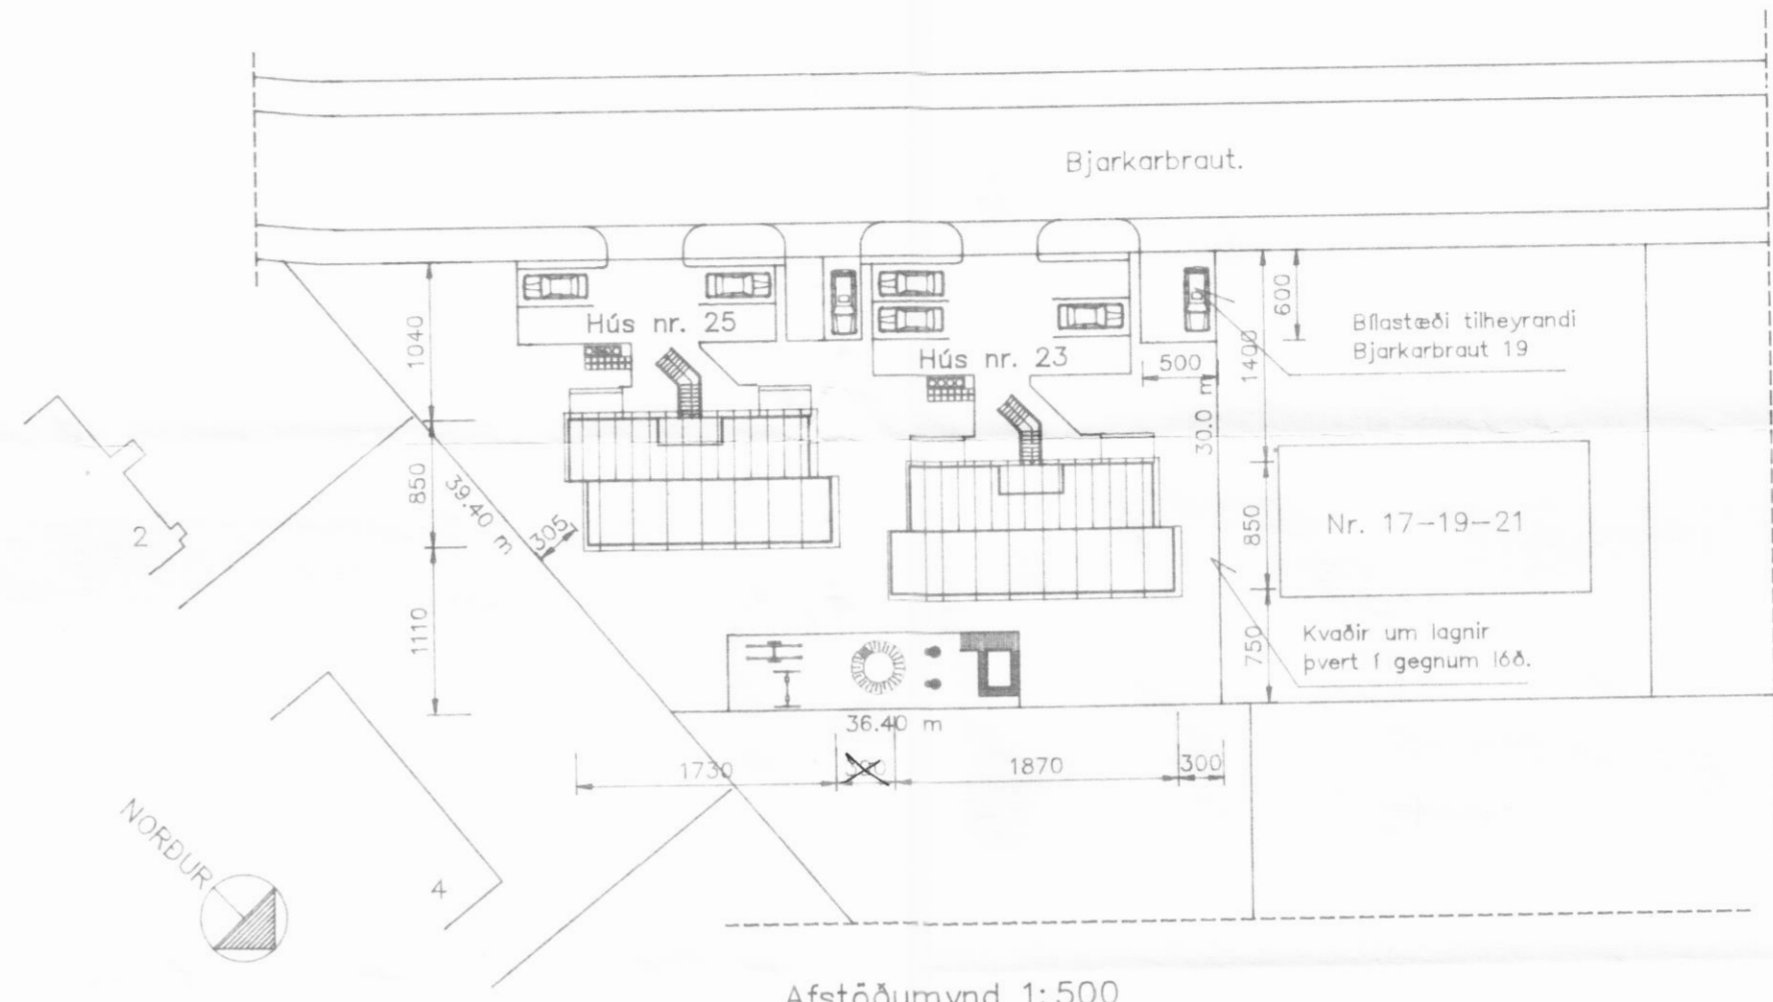 Bjarkarbraut.
Hús nr. 25
Hús nr. 23
Bílastæði tilheyrandi
Bjarkarbraut 19
600
1400
500
30.0 m
1040
850
1110
39.40 m
305
2
4
Nr. 17-19-21
850
750
Kvaðir um lagnir
þvert í gegnum lóð.
36.40 m
1730
1870
300
NORÐUR
Afstöðumynd 1:500